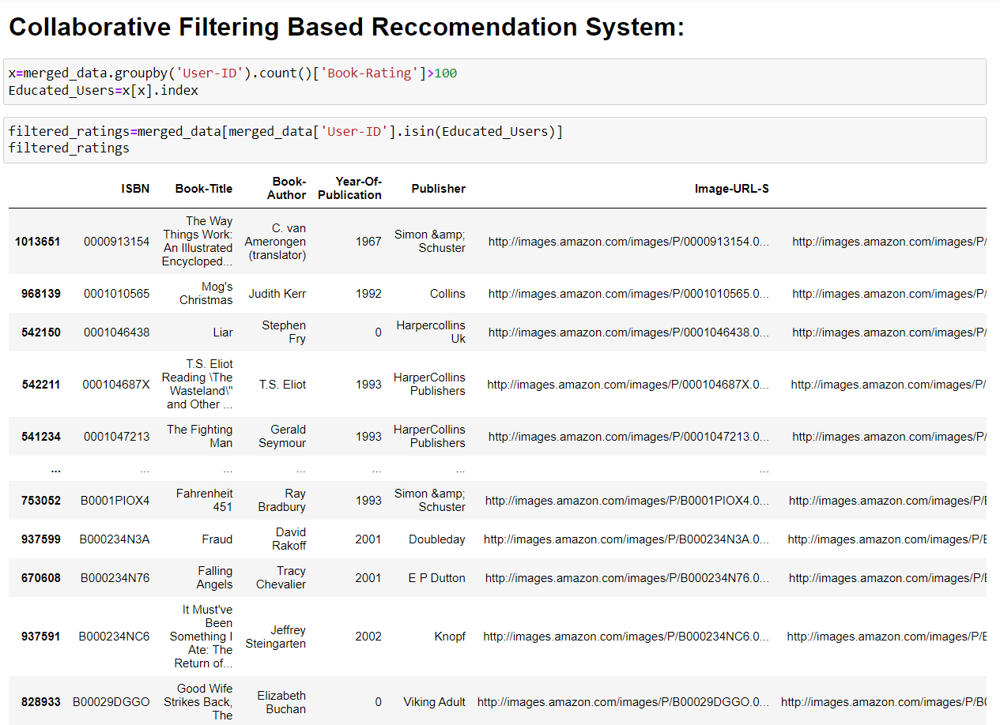 Collaborative Filtering Based Reccomendation System:
x=merged_data.groupby('User-ID').count()['Book-Rating']>100
Educated_Users=x[x].index
filtered_ratings=merged_data[merged_data['User-ID'].isin(Educated_Users)]
filtered_ratings
ISBN Book-Title Book-Author Year-Of-Publication Publisher Image-URL-S
1013651 0000913154 The Way Things Work: An Illustrated Encycloped... C. van Amerongen (translator) 1967 Simon &amp; Schuster http://images.amazon.com/images/P/0000913154.0... http://images.amazon.com/images/P/
968139 0001010565 Mog's Christmas Judith Kerr 1992 Collins http://images.amazon.com/images/P/0001010565.0... http://images.amazon.com/images/P/
542150 0001046438 Liar Stephen Fry 0 Harpercollins Uk http://images.amazon.com/images/P/0001046438.0... http://images.amazon.com/images/P/
542211 000104687X T.S. Eliot Reading \The Wasteland\" and Other ... T.S. Eliot 1993 HarperCollins Publishers http://images.amazon.com/images/P/000104687X.0... http://images.amazon.com/images/P/
541234 0001047213 The Fighting Man Gerald Seymour 1993 HarperCollins Publishers http://images.amazon.com/images/P/0001047213.0... http://images.amazon.com/images/P/
... ... ... ... ... ... ...
753052 B0001PIOX4 Fahrenheit 451 Ray Bradbury 1993 Simon &amp; Schuster http://images.amazon.com/images/P/B0001PIOX4.0... http://images.amazon.com/images/P/
937599 B000234N3A Fraud David Rakoff 2001 Doubleday http://images.amazon.com/images/P/B000234N3A.0... http://images.amazon.com/images/P/
670608 B000234N76 Falling Angels Tracy Chevalier 2001 E P Dutton http://images.amazon.com/images/P/B000234N76.0... http://images.amazon.com/images/P/
937591 B000234NC6 It Must've Been Something I Ate: The Return of... Jeffrey Steingarten 2002 Knopf http://images.amazon.com/images/P/B000234NC6.0... http://images.amazon.com/images/P/
828933 B00029DGGO Good Wife Strikes Back, The Elizabeth Buchan 0 Viking Adult http://images.amazon.com/images/P/B00029DGGO.0... http://images.amazon.com/images/P/B0